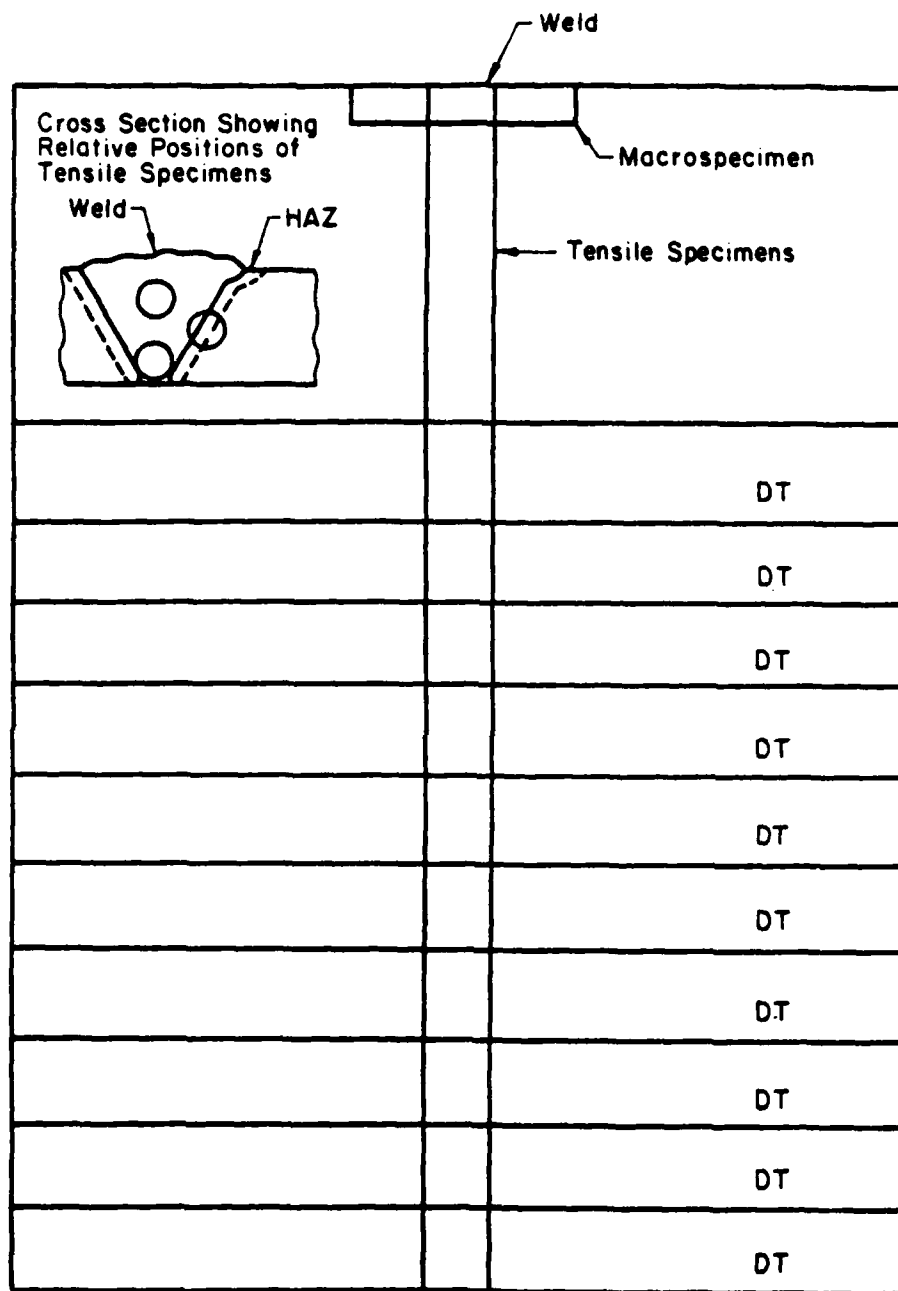 Weld
Cross Section Showing
Relative Positions of
Tensile Specimens
Weld
HAZ
Macrospecimen
Tensile Specimens
DT
DT
DT
DT
DT
DT
DT
DT
DT
DT